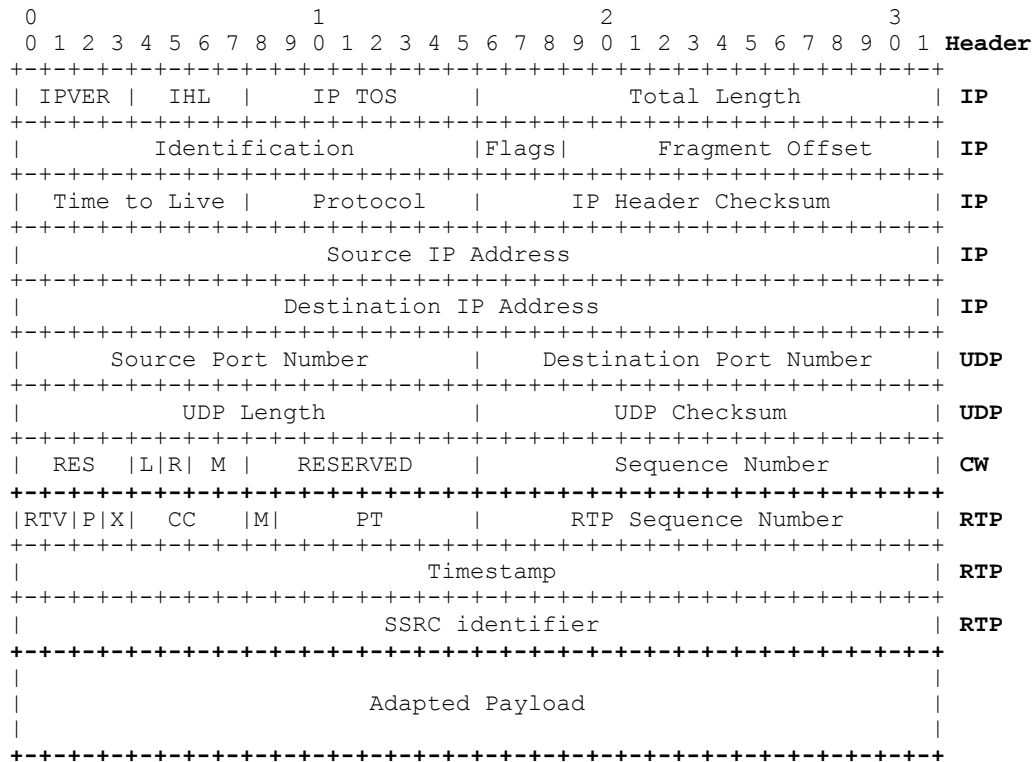 0                   1                   2                   3
0 1 2 3 4 5 6 7 8 9 0 1 2 3 4 5 6 7 8 9 0 1 2 3 4 5 6 7 8 9 0 1 Header
+-+-+-+-+-+-+-+-+-+-+-+-+-+-+-+-+-+-+-+-+-+-+-+-+-+-+-+-+-+-+-+-+
| IPVER | IHL | IP TOS | Total Length | IP
+-+-+-+-+-+-+-+-+-+-+-+-+-+-+-+-+-+-+-+-+-+-+-+-+-+-+-+-+-+-+-+-+
| Identification |Flags| Fragment Offset | IP
+-+-+-+-+-+-+-+-+-+-+-+-+-+-+-+-+-+-+-+-+-+-+-+-+-+-+-+-+-+-+-+-+
| Time to Live | Protocol | IP Header Checksum | IP
+-+-+-+-+-+-+-+-+-+-+-+-+-+-+-+-+-+-+-+-+-+-+-+-+-+-+-+-+-+-+-+-+
| Source IP Address | IP
+-+-+-+-+-+-+-+-+-+-+-+-+-+-+-+-+-+-+-+-+-+-+-+-+-+-+-+-+-+-+-+-+
| Destination IP Address | IP
+-+-+-+-+-+-+-+-+-+-+-+-+-+-+-+-+-+-+-+-+-+-+-+-+-+-+-+-+-+-+-+-+
| Source Port Number | Destination Port Number | UDP
+-+-+-+-+-+-+-+-+-+-+-+-+-+-+-+-+-+-+-+-+-+-+-+-+-+-+-+-+-+-+-+-+
| UDP Length | UDP Checksum | UDP
+-+-+-+-+-+-+-+-+-+-+-+-+-+-+-+-+-+-+-+-+-+-+-+-+-+-+-+-+-+-+-+-+
| RES |L|R| M | RESERVED | Sequence Number | CW
+-+-+-+-+-+-+-+-+-+-+-+-+-+-+-+-+-+-+-+-+-+-+-+-+-+-+-+-+-+-+-+-+
|RTV|P|X| CC |M| PT | RTP Sequence Number | RTP
+-+-+-+-+-+-+-+-+-+-+-+-+-+-+-+-+-+-+-+-+-+-+-+-+-+-+-+-+-+-+-+-+
| Timestamp | RTP
+-+-+-+-+-+-+-+-+-+-+-+-+-+-+-+-+-+-+-+-+-+-+-+-+-+-+-+-+-+-+-+-+
| SSRC identifier | RTP
+-+-+-+-+-+-+-+-+-+-+-+-+-+-+-+-+-+-+-+-+-+-+-+-+-+-+-+-+-+-+-+-+
| |
| Adapted Payload |
| |
+-+-+-+-+-+-+-+-+-+-+-+-+-+-+-+-+-+-+-+-+-+-+-+-+-+-+-+-+-+-+-+-+